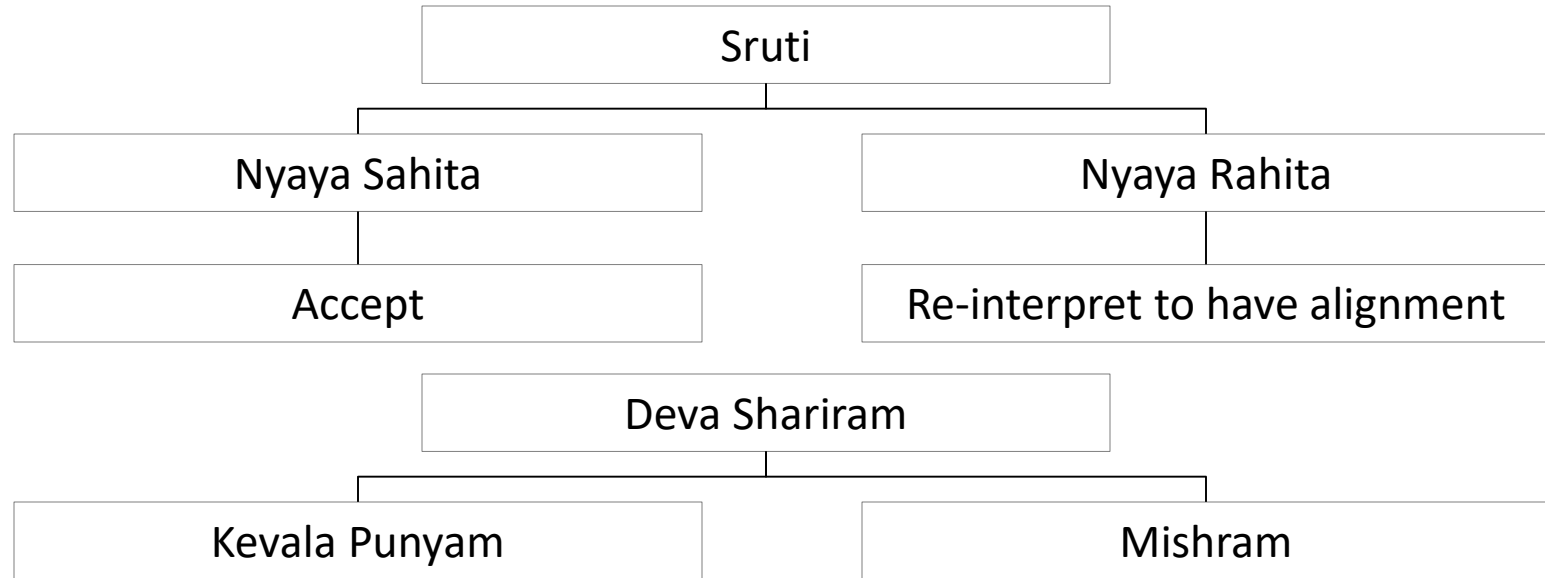 Sruti
Nyaya Sahita
Nyaya Rahita
Accept
Re-interpret to have alignment
Deva Shariram
Kevala Punyam
Mishram